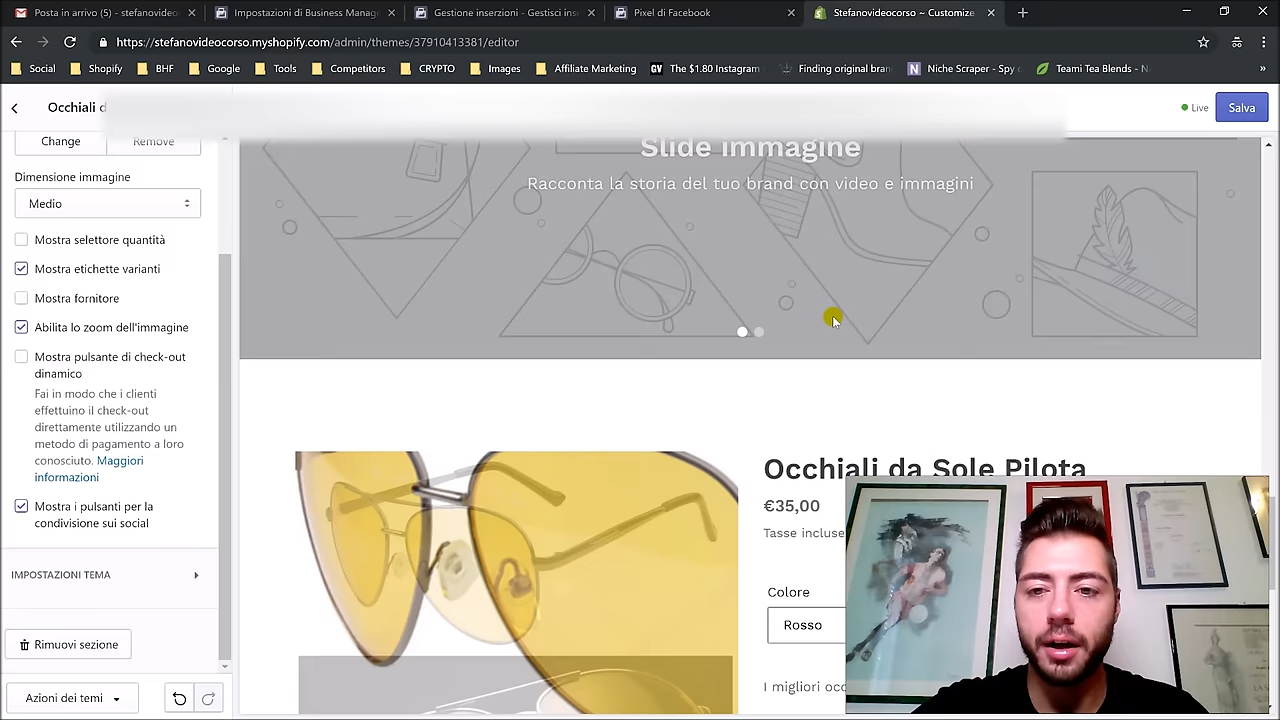 Posta in arrivo (5) - stefanovideo
Impostazioni di Business Manag
Gestione inserzioni - Gestisci ins
Pixel di Facebook
Stefanovideocorso ~ Customize
https://stefanovideocorso.myshopify.com/admin/themes/37910413381/editor
Social
Shopify
BHF
Google
Tools
Competitors
CRYPTO
Images
Affiliate Marketing
GV The $1.80 Instagram
Finding original bran
N Niche Scraper - Spy
Teami Tea Blends - N
»
Occhiali d
Live
Salva
Change
Remove
Dimensione immagine
Medio
Mostra selettore quantità
Mostra etichette varianti
Mostra fornitore
Abilita lo zoom dell'immagine
Mostra pulsante di check-out
dinamico
Fai in modo che i clienti
effettuino il check-out
direttamente utilizzando un
metodo di pagamento a loro
conosciuto. Maggiori
informazioni
Mostra i pulsanti per la
condivisione sui social
IMPOSTAZIONI TEMA
Rimuovi sezione
Azioni dei temi
Slide immagine
Racconta la storia del tuo brand con video e immagini
Occhiali da Sole Pilota
€35,00
Tasse incluse
Colore
Rosso
I migliori occ